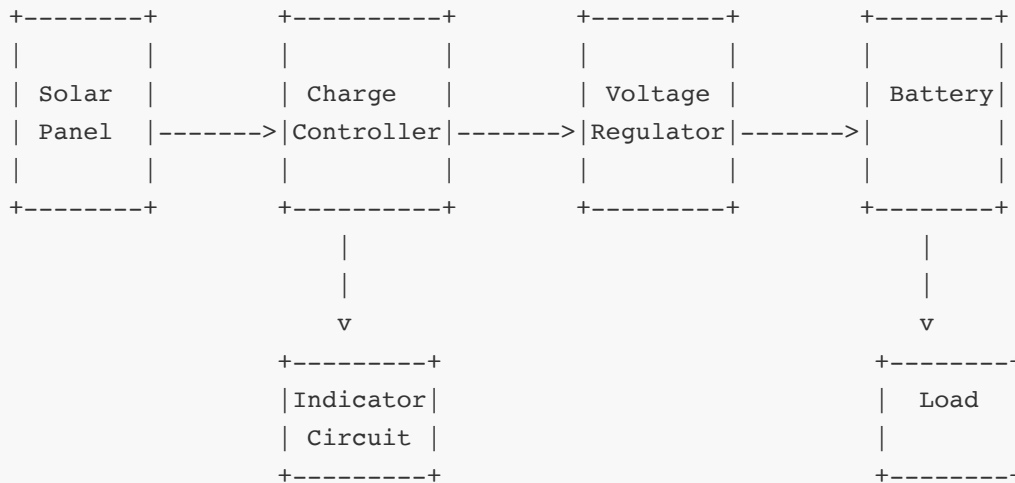 Solar Charge Voltage Battery
Panel Controller Regulator
Indicator Load
Circuit